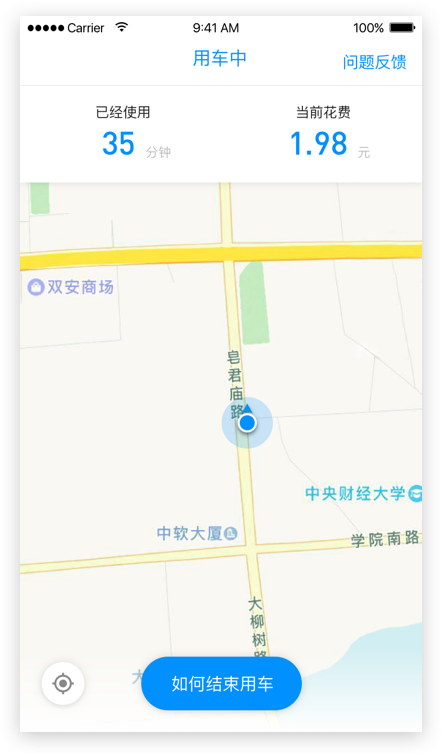 Carrier 9:41 AM 100%
用车中 问题反馈
已经使用 当前花费
35 分钟 1.98 元
双安商场
皂君庙路
中央财经大学
中软大厦
学院南路
大柳树路
大
如何结束用车